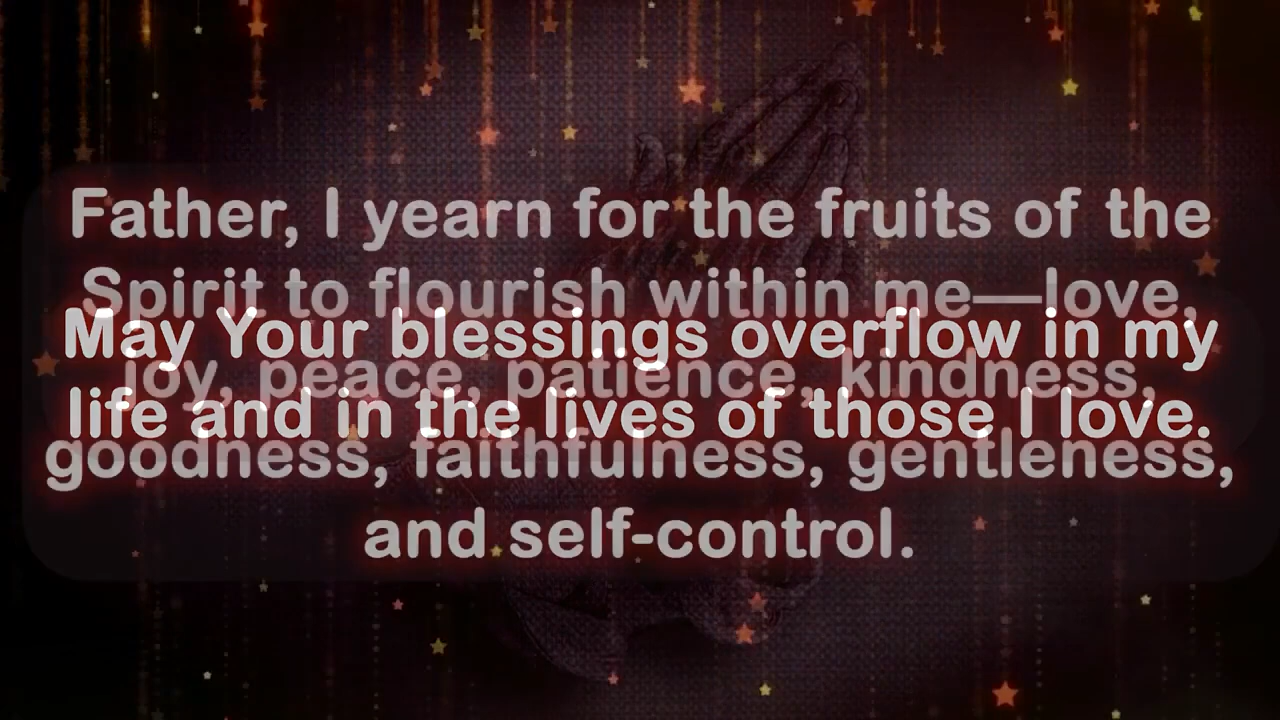 Father, I yearn for the fruits of the
Spirit to flourish within me—love,
joy, peace, patience, kindness,
goodness, faithfulness, gentleness,
and self-control.
May Your blessings overflow in my
life and in the lives of those I love.